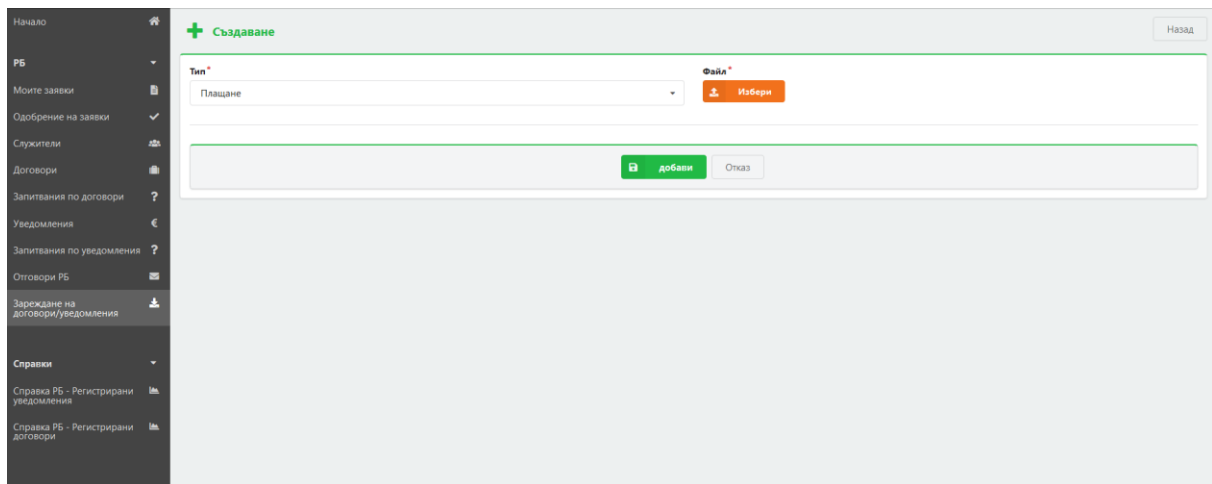 Начало
РБ
Моите заявки
Одобрение на заявки
Служители
Договори
Запитвания по договори
Уведомления
Запитвания по уведомления
Отговори РБ
Зареждане на
договори/уведомления
Справки
Справка РБ - Регистрирани
уведомления
Справка РБ - Регистрирани
договори
Създаване
Назад
Тип*
Файл*
Плащане
Избери
добави
Отказ